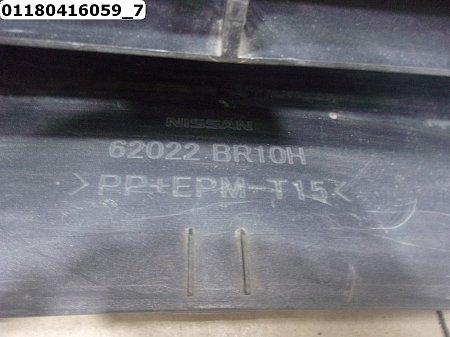 01180416059_7
NISSAN
62022 BR10H
>PP+EPM-T15<